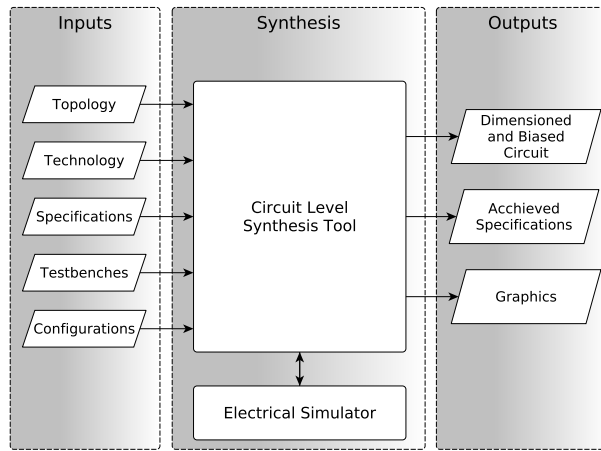 Inputs
Synthesis
Outputs
Topology
Technology
Specifications
Testbenches
Configurations
Circuit Level
Synthesis Tool
Electrical Simulator
Dimensioned
and Biased
Circuit
Acchieved
Specifications
Graphics